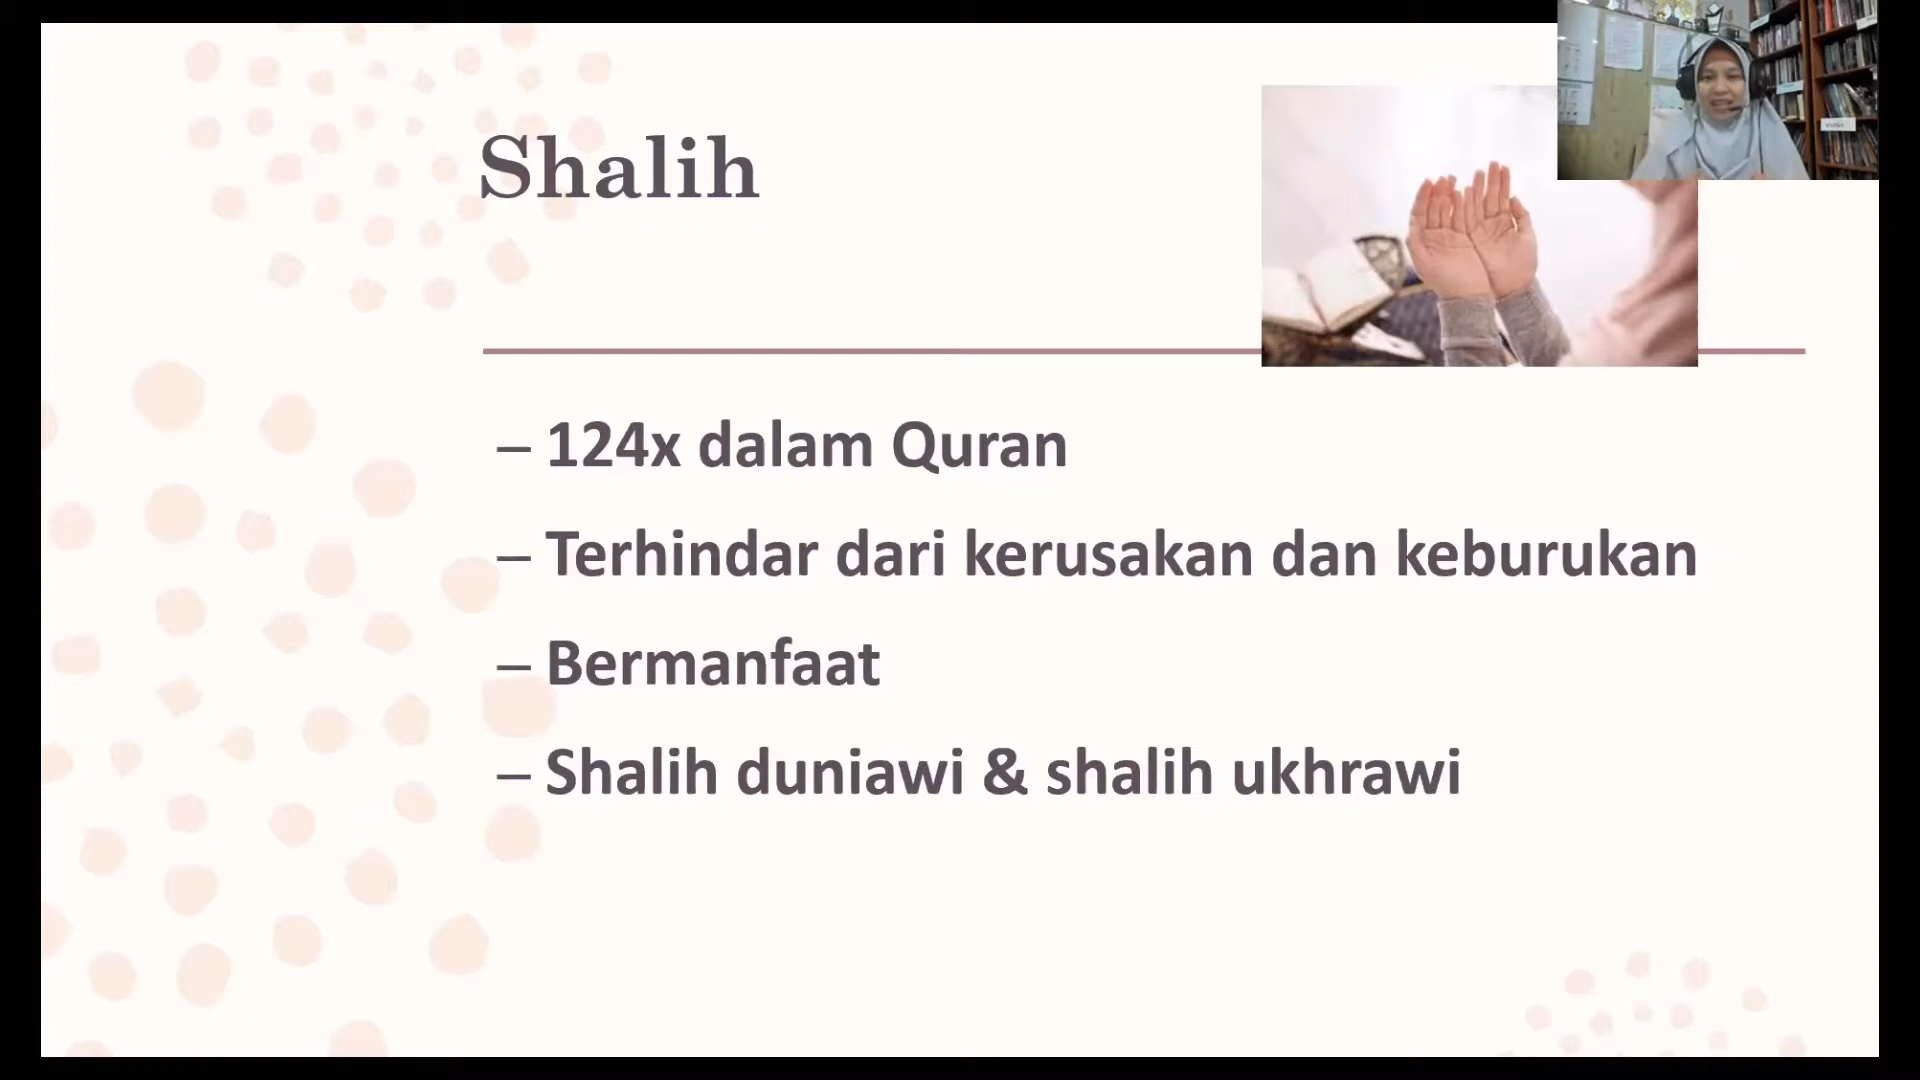 Shalih
– 124x dalam Quran
– Terhindar dari kerusakan dan keburukan
– Bermanfaat
– Shalih duniawi & shalih ukhrawi